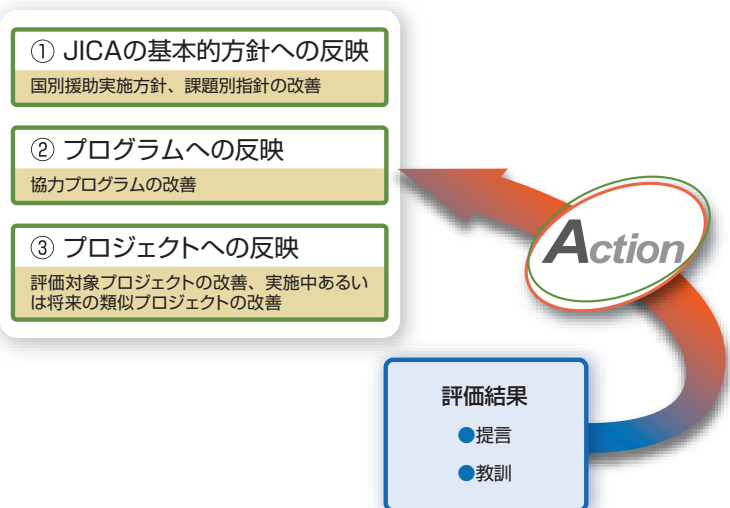 ① JICAの基本的方針への反映
国別援助実施方針、課題別指針の改善
② プログラムへの反映
協力プログラムの改善
③ プロジェクトへの反映
評価対象プロジェクトの改善、実施中あるい
は将来の類似プロジェクトの改善
Action
評価結果
●提言
●教訓